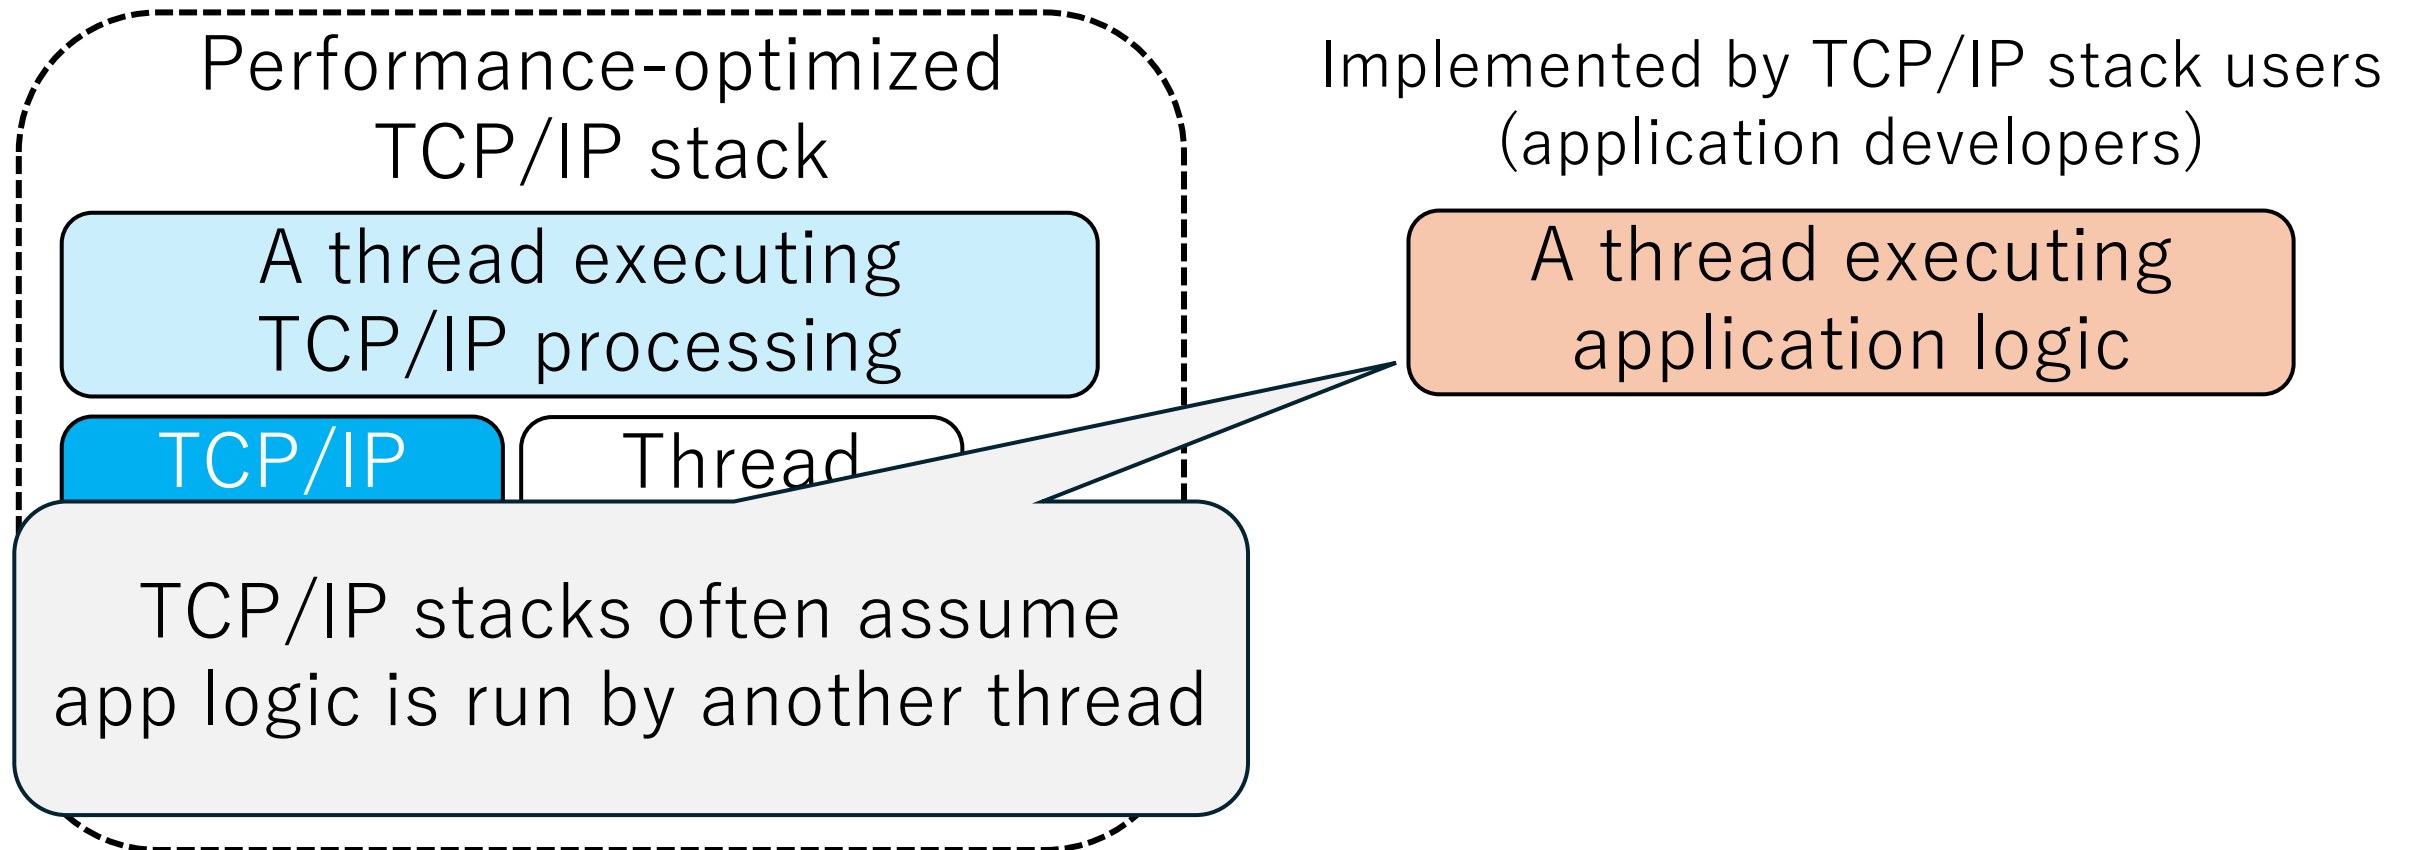 Performance-optimized
TCP/IP stack
A thread executing
TCP/IP processing
TCP/IP
Thread
TCP/IP stacks often assume
app logic is run by another thread
Implemented by TCP/IP stack users
(application developers)
A thread executing
application logic